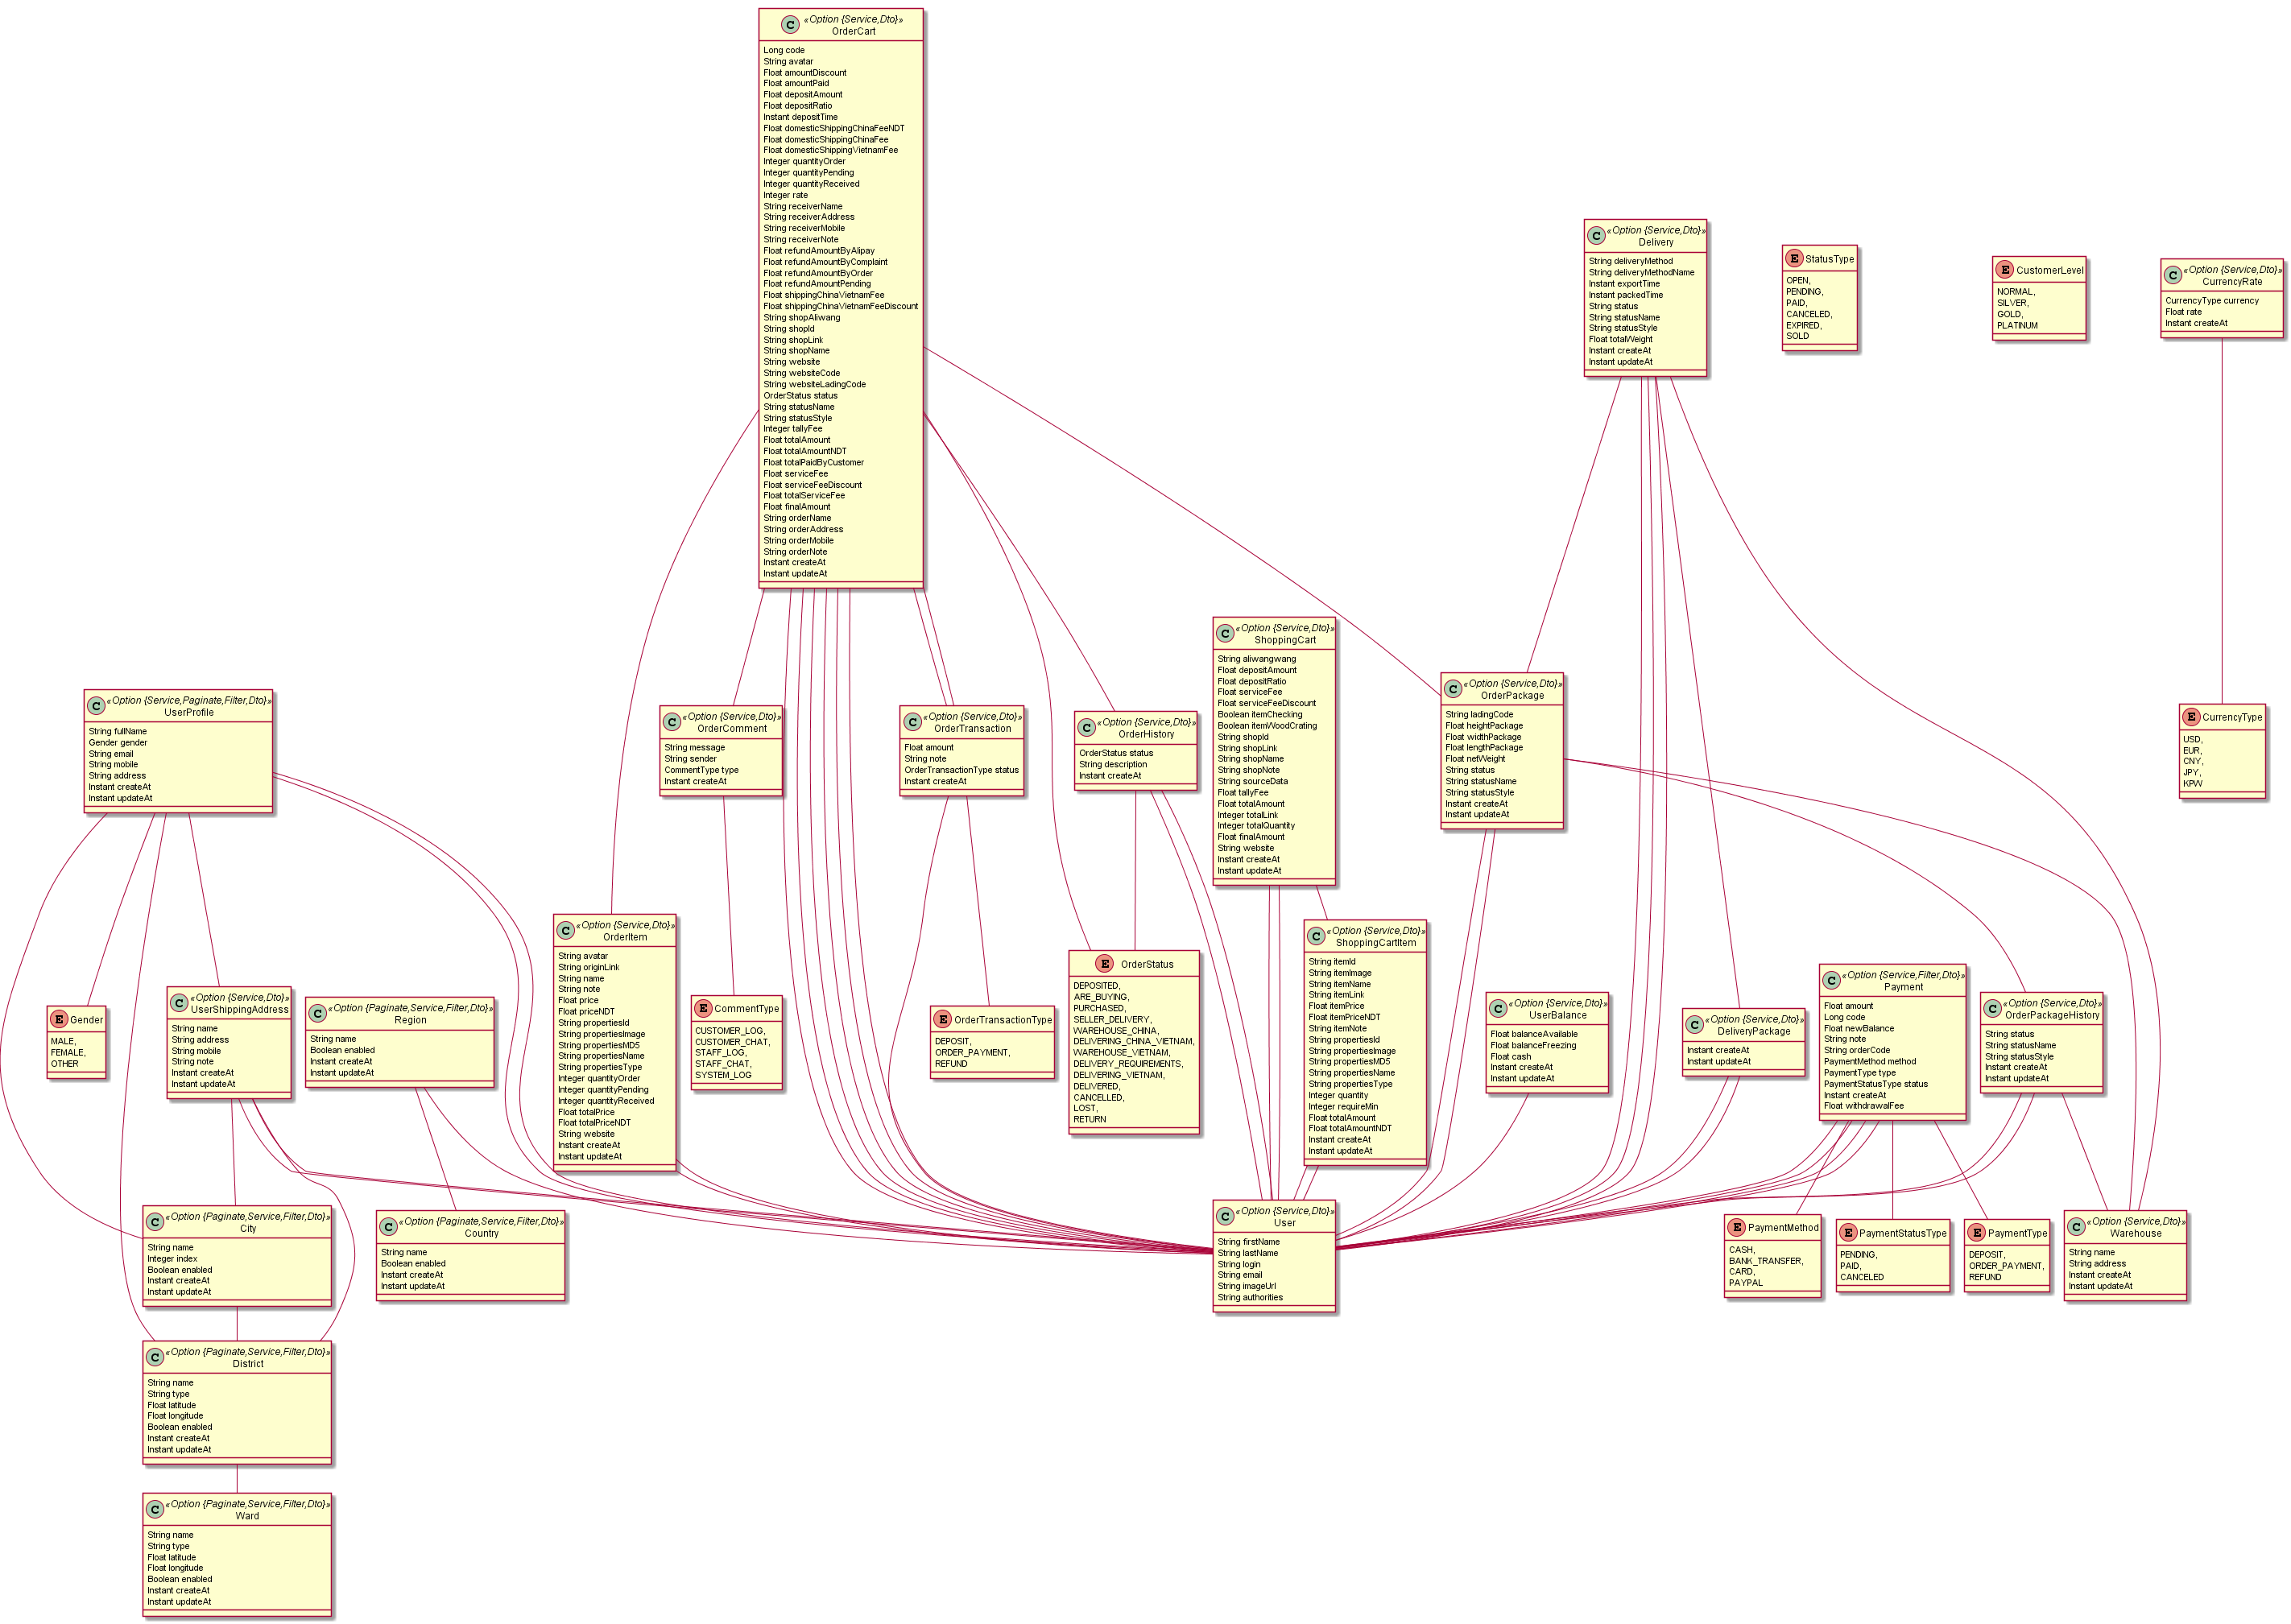 C «Option {Service,Dto}»
OrderCart
Long code
String avatar
Float amountDiscount
Float amountPaid
Float depositAmount
Float depositRatio
Instant depositTime
Float domesticShippingChinaFeeNDT
Float domesticShippingChinaFee
Float domesticShippingVietnamFee
Integer quantityOrder
Integer quantityPending
Integer quantityReceived
Integer rate
String receiverName
String receiverAddress
String receiverMobile
String receiverNote
Float refundAmountByAlipay
Float refundAmountByComplaint
Float refundAmountByOrder
Float refundAmountPending
Float shippingChinaVietnamFee
Float shippingChinaVietnamFeeDiscount
String shopAliwang
String shopId
String shopLink
String shopName
String website
String websiteCode
String websiteLadingCode
OrderStatus status
String statusName
String statusStyle
Integer tallyFee
Float totalAmount
Float totalAmountNDT
Float totalPaidByCustomer
Float serviceFee
Float serviceFeeDiscount
Float totalServiceFee
Float finalAmount
String orderName
String orderAddress
String orderMobile
String orderNote
Instant createAt
Instant updateAt
C «Option {Service,Dto}»
Delivery
String deliveryMethod
String deliveryMethodName
Instant exportTime
Instant packedTime
String status
String statusName
String statusStyle
Float totalWeight
Instant createAt
Instant updateAt
E StatusType
OPEN,
PENDING,
PAID,
CANCELED,
EXPIRED,
SOLD
E CustomerLevel
NORMAL,
SILVER,
GOLD,
PLATINUM
C «Option {Service,Dto}»
CurrencyRate
CurrencyType currency
Float rate
Instant createAt
C «Option {Service,Paginate,Filter,Dto}»
UserProfile
String fullName
Gender gender
String email
String mobile
String address
Instant createAt
Instant updateAt
C «Option {Service,Dto}»
OrderComment
String message
String sender
CommentType type
Instant createAt
C «Option {Service,Dto}»
OrderTransaction
Float amount
String note
OrderTransactionType status
Instant createAt
C «Option {Service,Dto}»
OrderHistory
OrderStatus status
String description
Instant createAt
C «Option {Service,Dto}»
ShoppingCart
String aliwangwang
Float depositAmount
Float depositRatio
Float serviceFee
Float serviceFeeDiscount
Boolean itemChecking
Boolean itemWoodCrating
String shopId
String shopLink
String shopName
String shopNote
String sourceData
Float tallyFee
Float totalAmount
Integer totalLink
Integer totalQuantity
Float finalAmount
String website
Instant createAt
Instant updateAt
C «Option {Service,Dto}»
OrderPackage
String ladingCode
Float heightPackage
Float widthPackage
Float lengthPackage
Float netWeight
String status
String statusName
String statusStyle
Instant createAt
Instant updateAt
E CurrencyType
USD,
EUR,
CNY,
JPY,
KPW
E Gender
MALE,
FEMALE,
OTHER
C «Option {Service,Dto}»
UserShippingAddress
String name
String address
String mobile
String note
Instant createAt
Instant updateAt
C «Option {Paginate,Service,Filter,Dto}»
Region
String name
Boolean enabled
Instant createAt
Instant updateAt
C «Option {Service,Dto}»
OrderItem
String avatar
String originLink
String name
String note
Float price
Float priceNDT
String propertiesId
String propertiesImage
String propertiesMD5
String propertiesName
String propertiesType
Integer quantityOrder
Integer quantityPending
Integer quantityReceived
Float totalPrice
Float totalPriceNDT
String website
Instant createAt
Instant updateAt
E CommentType
CUSTOMER_LOG,
CUSTOMER_CHAT,
STAFF_LOG,
STAFF_CHAT,
SYSTEM_LOG
E OrderTransactionType
DEPOSIT,
ORDER_PAYMENT,
REFUND
E OrderStatus
DEPOSITED,
ARE_BUYING,
PURCHASED,
SELLER_DELIVERY,
WAREHOUSE_CHINA,
DELIVERING_CHINA_VIETNAM,
WAREHOUSE_VIETNAM,
DELIVERY_REQUIREMENTS,
DELIVERING_VIETNAM,
DELIVERED,
CANCELLED,
LOST,
RETURN
C «Option {Service,Dto}»
ShoppingCartItem
String itemId
String itemImage
String itemName
String itemLink
Float itemPrice
Float itemPriceNDT
String itemNote
String propertiesId
String propertiesImage
String propertiesMD5
String propertiesName
String propertiesType
Integer quantity
Integer requireMin
Float totalAmount
Float totalAmountNDT
Instant createAt
Instant updateAt
C «Option {Service,Dto}»
UserBalance
Float balanceAvailable
Float balanceFreezing
Float cash
Instant createAt
Instant updateAt
C «Option {Service,Dto}»
DeliveryPackage
Instant createAt
Instant updateAt
C «Option {Service,Filter,Dto}»
Payment
Float amount
Long code
Float newBalance
String note
String orderCode
PaymentMethod method
PaymentType type
PaymentStatusType status
Instant createAt
Float withdrawalFee
C «Option {Service,Dto}»
OrderPackageHistory
String status
String statusName
String statusStyle
Instant createAt
Instant updateAt
C «Option {Paginate,Service,Filter,Dto}»
City
String name
Integer index
Boolean enabled
Instant createAt
Instant updateAt
C «Option {Paginate,Service,Filter,Dto}»
Country
String name
Boolean enabled
Instant createAt
Instant updateAt
C «Option {Service,Dto}»
User
String firstName
String lastName
String login
String email
String imageUrl
String authorities
E PaymentMethod
CASH,
BANK_TRANSFER,
CARD,
PAYPAL
E PaymentStatusType
PENDING,
PAID,
CANCELED
E PaymentType
DEPOSIT,
ORDER_PAYMENT,
REFUND
C «Option {Service,Dto}»
Warehouse
String name
String address
Instant createAt
Instant updateAt
C «Option {Paginate,Service,Filter,Dto}»
District
String name
String type
Float latitude
Float longitude
Boolean enabled
Instant createAt
Instant updateAt
C «Option {Paginate,Service,Filter,Dto}»
Ward
String name
String type
Float latitude
Float longitude
Boolean enabled
Instant createAt
Instant updateAt